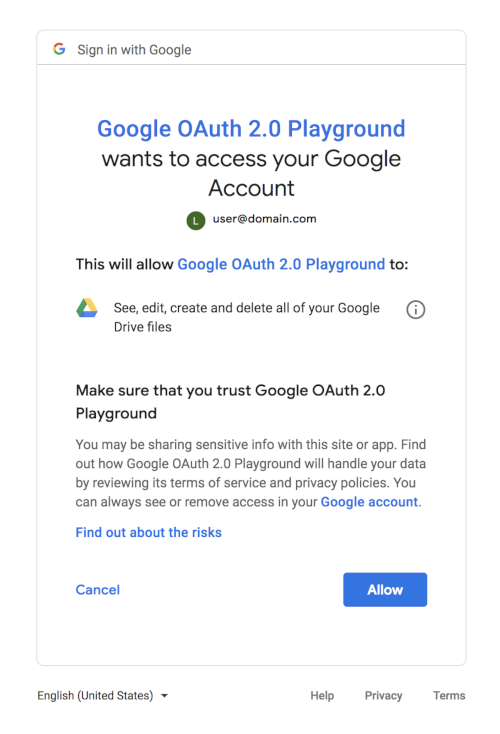 Sign in with Google
Google OAuth 2.0 Playground
wants to access your Google
Account
L user@domain.com
This will allow Google OAuth 2.0 Playground to:
See, edit, create and delete all of your Google
Drive files
Make sure that you trust Google OAuth 2.0
Playground
You may be sharing sensitive info with this site or app. Find
out how Google OAuth 2.0 Playground will handle your data
by reviewing its terms of service and privacy policies. You
can always see or remove access in your Google account.
Find out about the risks
Cancel Allow
English (United States) Help Privacy Terms